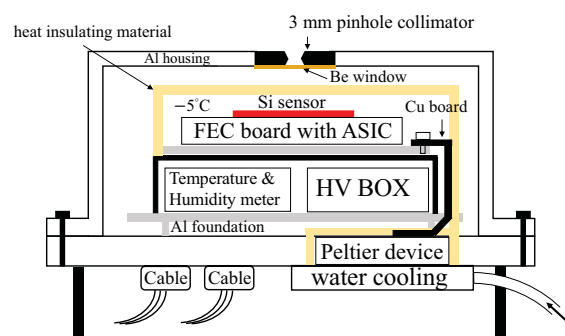 3 mm pinhole collimator
heat insulating material
Al housing
Be window
−5°C
Si sensor
Cu board
FEC board with ASIC
Temperature &
Humidity meter
HV BOX
Al foundation
Peltier device
Cable
Cable
water cooling